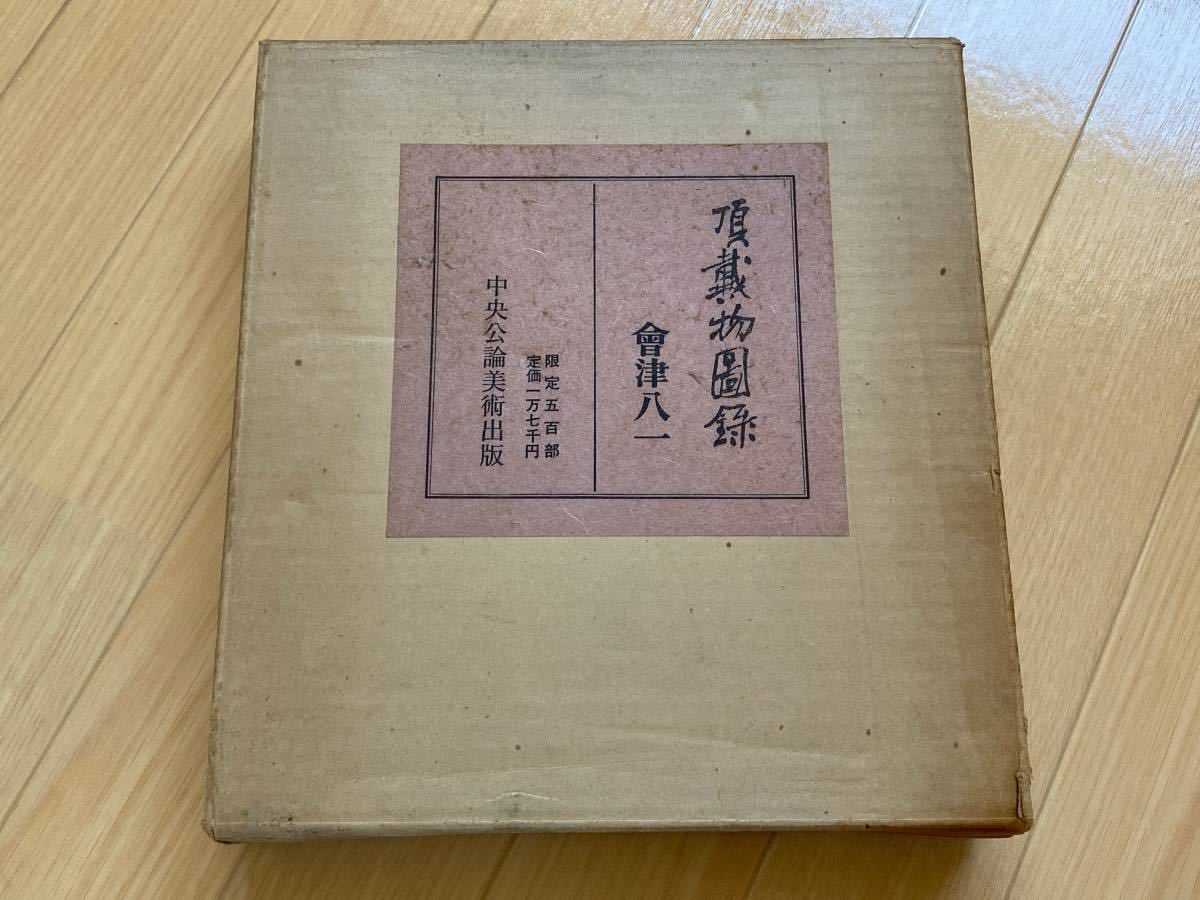 頂戴物圖錄
會津八一
限定五百部
定価一万七千円
中央公論美術出版